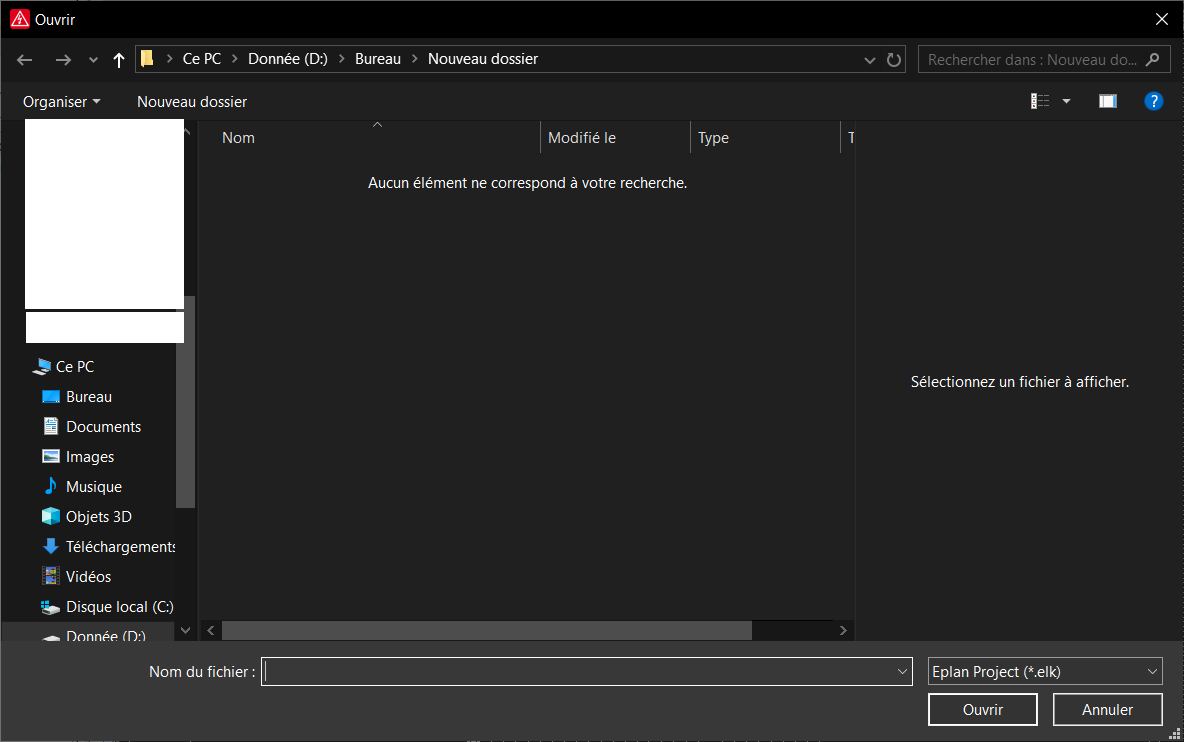 Ouvrir
Ce PC Donnée (D:) Bureau Nouveau dossier
Rechercher dans : Nouveau do...
Organiser Nouveau dossier
?
Nom Modifié le Type T
Aucun élément ne correspond à votre recherche.
Sélectionnez un fichier à afficher.
Ce PC
Bureau
Documents
Images
Musique
Objets 3D
Téléchargements
Vidéos
Disque local (C:)
Donnée (D:)
Nom du fichier : Eplan Project (*.elk)
Ouvrir Annuler